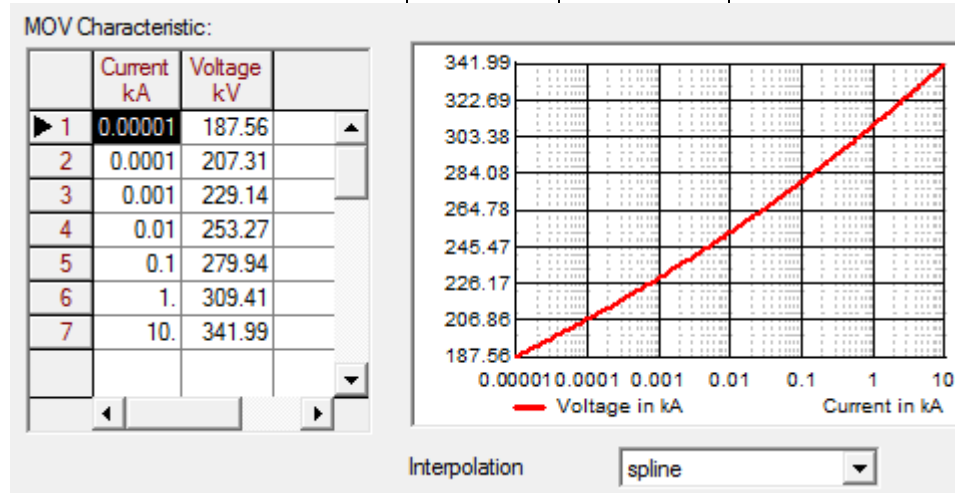 MOV Characteristic:
Current kA Voltage kV
1 0.00001 187.56
2 0.0001 207.31
3 0.001 229.14
4 0.01 253.27
5 0.1 279.94
6 1. 309.41
7 10. 341.99
341.99
322.69
303.38
284.08
264.78
245.47
226.17
206.86
187.56
0.00001 0.0001 0.001 0.01 0.1 1 10
Voltage in kA Current in kA
Interpolation spline